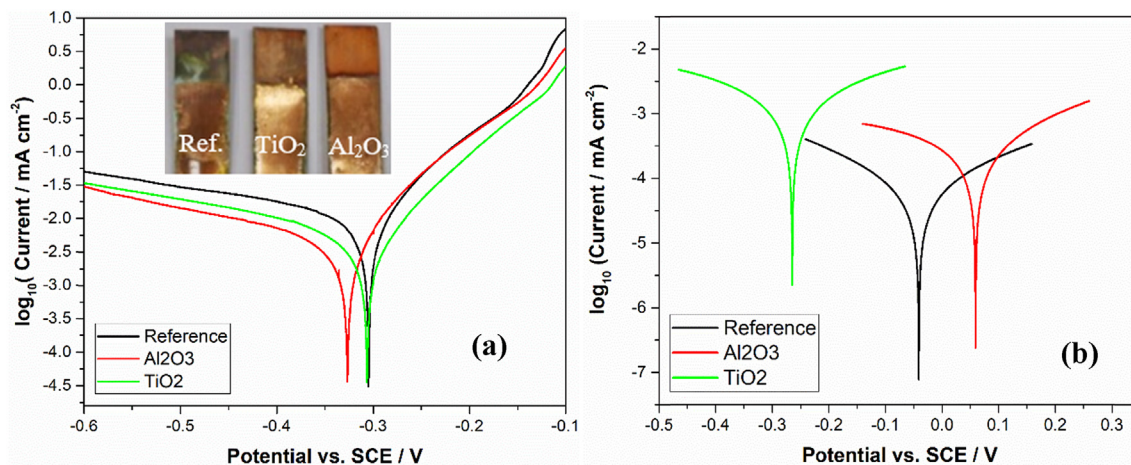 1.0
0.5
0.0
-0.5
-1.0
-1.5
-2.0
-2.5
-3.0
-3.5
-4.0
-4.5
log₁₀( Current / mA cm⁻²)
Ref. TiO₂ Al₂O₃
Reference
Al2O3
TiO2
(a)
-0.6 -0.5 -0.4 -0.3 -0.2 -0.1
Potential vs. SCE / V
-2
-3
-4
-5
-6
-7
log₁₀ (Current / mA cm⁻²)
Reference
Al2O3
TiO2
(b)
-0.5 -0.4 -0.3 -0.2 -0.1 0.0 0.1 0.2 0.3 0.4
Potential vs. SCE / V